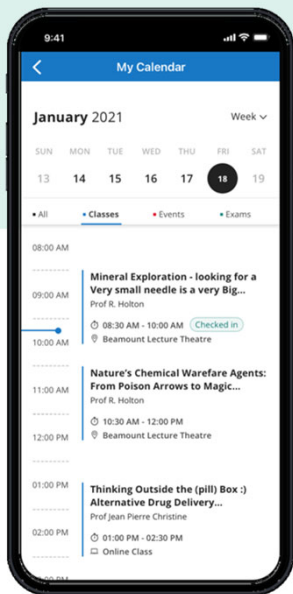 9:41
My Calendar
January 2021 Week
SUN MON TUE WED THU FRI SAT
13 14 15 16 17 18 19
All Classes Events Exams
08:00 AM
Mineral Exploration - looking for a
Very small needle is a very Big...
09:00 AM
Prof R. Holton
08:30 AM - 10:00 AM Checked in
Beamount Lecture Theatre
10:00 AM
Nature's Chemical Warefare Agents:
From Poison Arrows to Magic...
11:00 AM
Prof R. Holton
10:30 AM - 12:00 PM
Beamount Lecture Theatre
12:00 PM
01:00 PM
Thinking Outside the (pill) Box :)
Alternative Drug Delivery...
Prof Jean Pierre Christine
02:00 PM
01:00 PM - 02:30 PM
Online Class